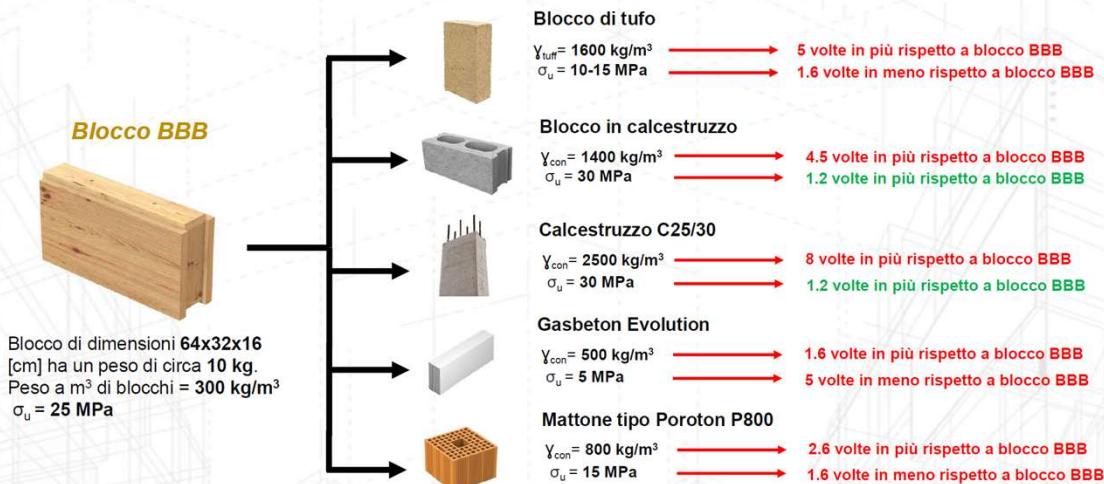 Blocco BBB
Blocco di dimensioni 64x32x16
[cm] ha un peso di circa 10 kg.
Peso a m³ di blocchi = 300 kg/m³
σᵤ = 25 MPa
Blocco di tufo
Ɣtuff= 1600 kg/m³
5 volte in più rispetto a blocco BBB
σᵤ = 10-15 MPa
1.6 volte in meno rispetto a blocco BBB
Blocco in calcestruzzo
Ɣcon= 1400 kg/m³
4.5 volte in più rispetto a blocco BBB
σᵤ = 30 MPa
1.2 volte in più rispetto a blocco BBB
Calcestruzzo C25/30
Ɣcon= 2500 kg/m³
8 volte in più rispetto a blocco BBB
σᵤ = 30 MPa
1.2 volte in più rispetto a blocco BBB
Gasbeton Evolution
Ɣcon= 500 kg/m³
1.6 volte in più rispetto a blocco BBB
σᵤ = 5 MPa
5 volte in meno rispetto a blocco BBB
Mattone tipo Poroton P800
Ɣcon= 800 kg/m³
2.6 volte in più rispetto a blocco BBB
σᵤ = 15 MPa
1.6 volte in meno rispetto a blocco BBB